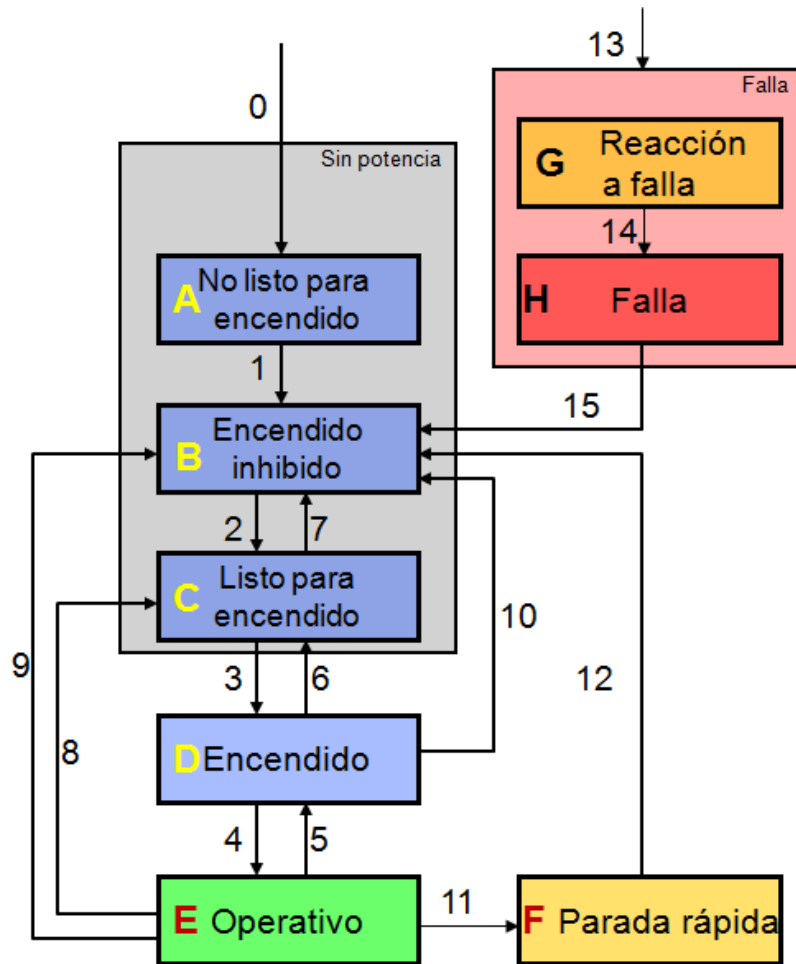 13
Falla
0
Sin potencia
G Reacción
a falla
14
A No listo para
encendido
H Falla
1
15
B Encendido
inhibido
2
7
C Listo para
encendido
10
9
3
6
12
8
D Encendido
4
5
E Operativo
11
F Parada rápida